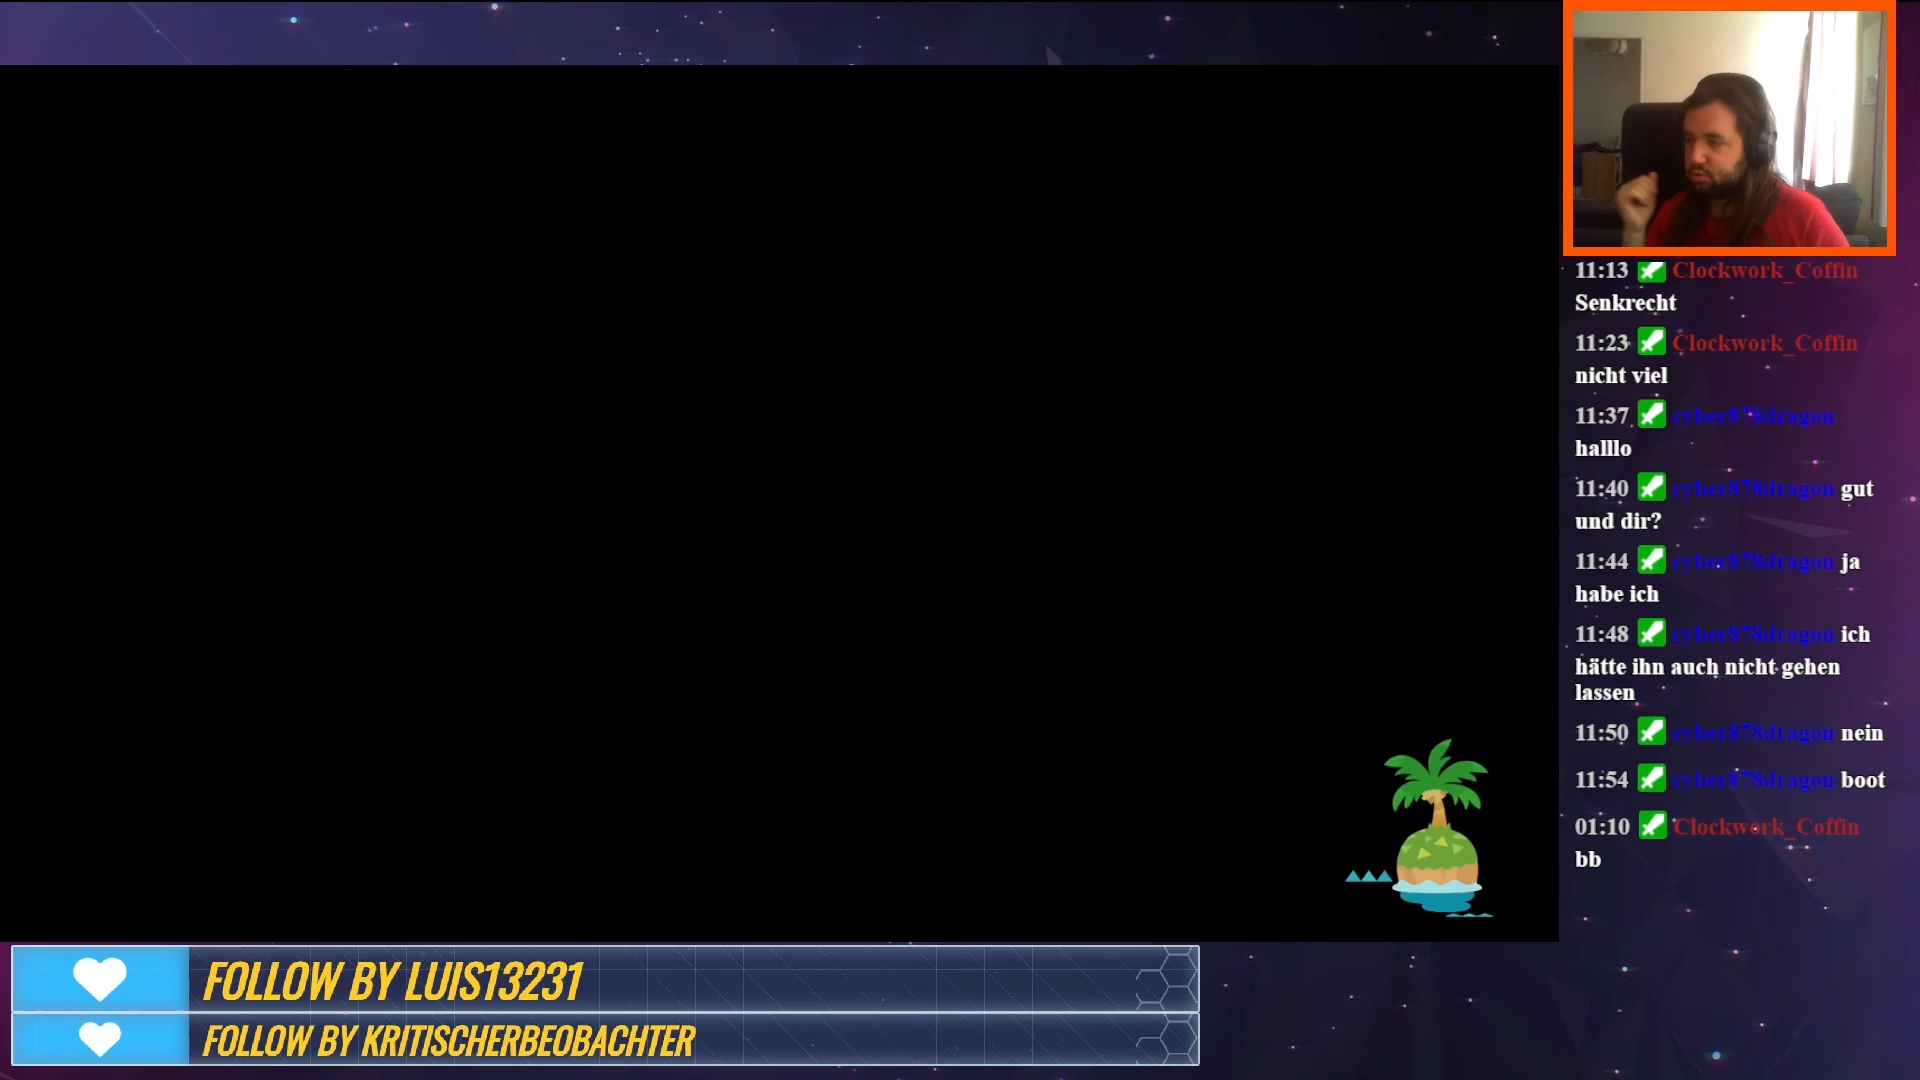 11:13 Clockwork_Coffin
Senkrecht
11:23 Clockwork_Coffin
nicht viel
11:37 cyber878dragon
halllo
11:40 cyber878dragon gut
und dir?
11:44 cyber878dragon ja
habe ich
11:48 cyber878dragon ich
hätte ihn auch nicht gehen
lassen
11:50 cyber878dragon nein
11:54 cyber878dragon boot
01:10 Clockwork_Coffin
bb
FOLLOW BY LUIS13231
FOLLOW BY KRITISCHERBEOBACHTER